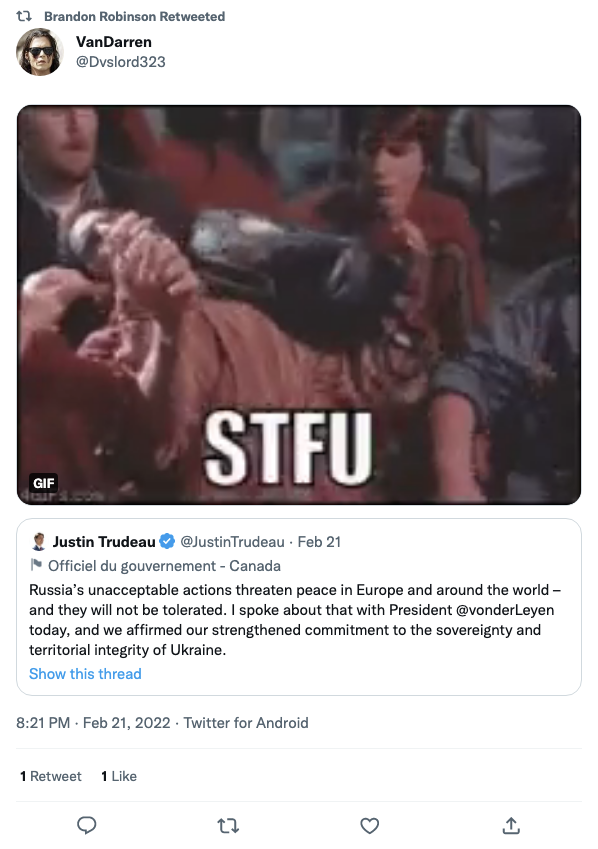 Brandon Robinson Retweeted
VanDarren
@Dvslord323
STFU
GIF
Justin Trudeau @JustinTrudeau · Feb 21
Officiel du gouvernement - Canada
Russia’s unacceptable actions threaten peace in Europe and around the world –
and they will not be tolerated. I spoke about that with President @vonderLeyen
today, and we affirmed our strengthened commitment to the sovereignty and
territorial integrity of Ukraine.
Show this thread
8:21 PM · Feb 21, 2022 · Twitter for Android
1 Retweet 1 Like